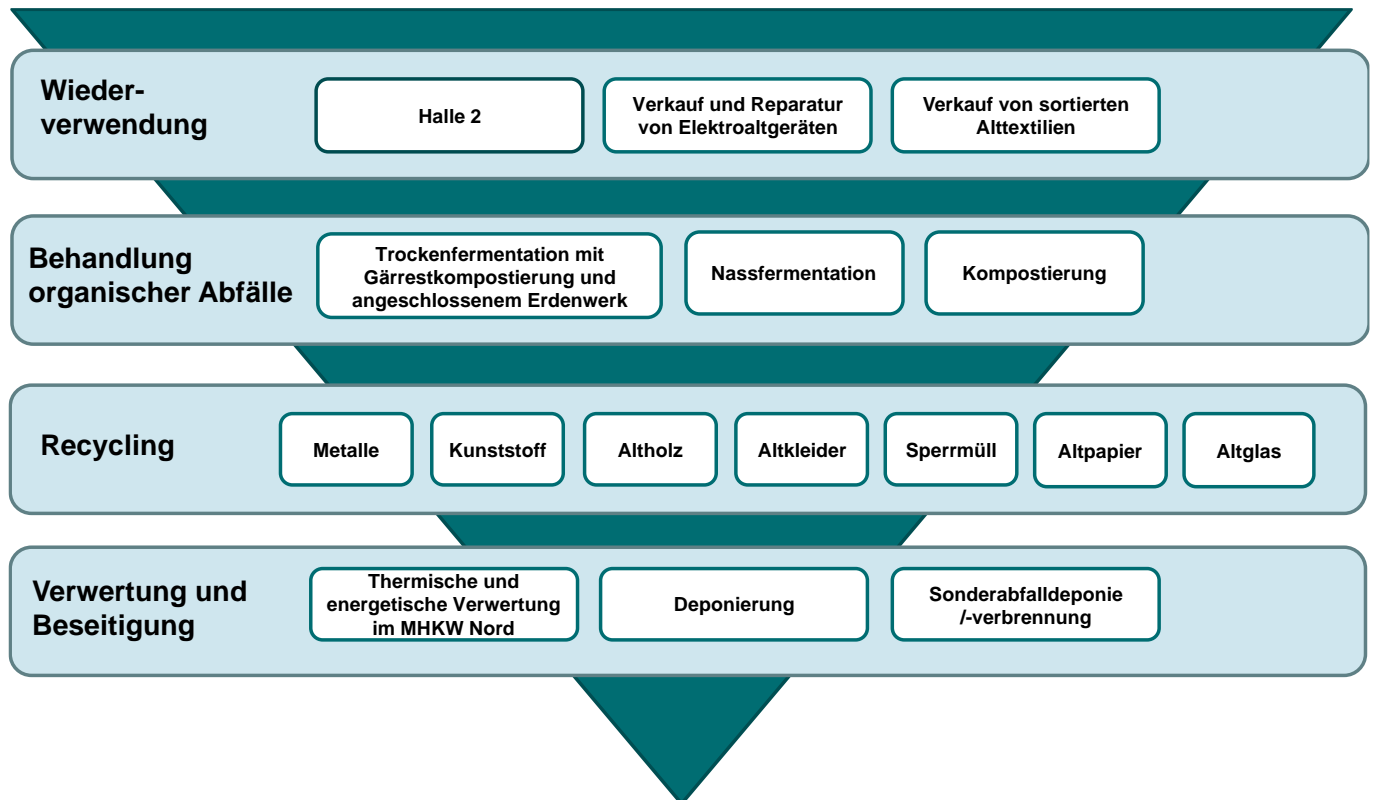 Wieder-
verwendung
Halle 2
Verkauf und Reparatur
von Elektroaltgeräten
Verkauf von sortierten
Alttextilien
Behandlung
organischer Abfälle
Trockenfermentation mit
Gärrestkompostierung und
angeschlossenem Erdenwerk
Nassfermentation
Kompostierung
Recycling
Metalle
Kunststoff
Altholz
Altkleider
Sperrmüll
Altpapier
Altglas
Verwertung und
Beseitigung
Thermische und
energetische Verwertung
im MHKW Nord
Deponierung
Sonderabfalldeponie
/-verbrennung